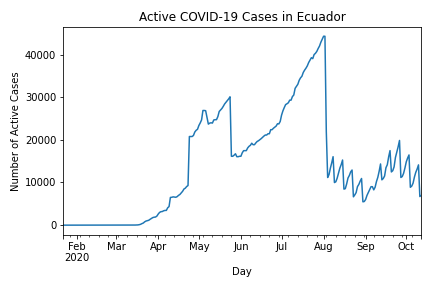 Active COVID-19 Cases in Ecuador
Number of Active Cases
40000
30000
20000
10000
0
Feb Mar Apr May Jun Jul Aug Sep Oct
2020
Day